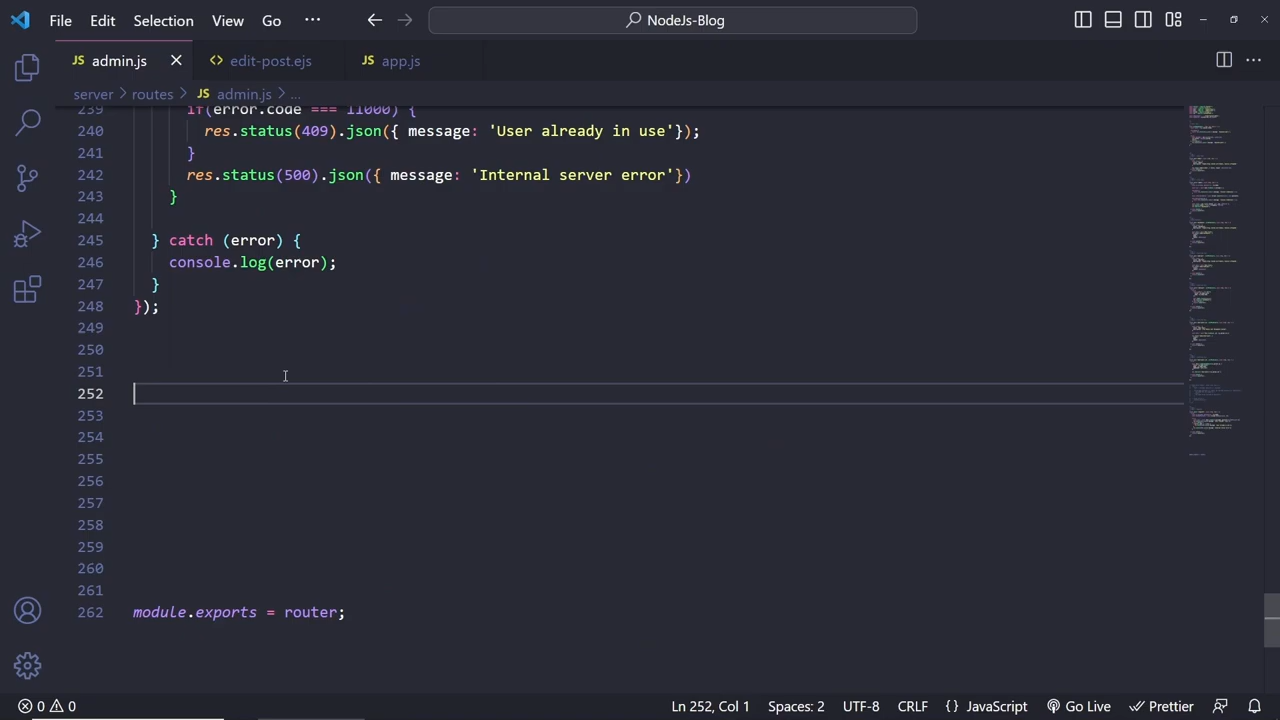 File Edit Selection View Go ··· NodeJs-Blog
JS admin.js <> edit-post.ejs JS app.js
server > routes > JS admin.js > ...
239 if(error.code === 11000) {
240 res.status(409).json({ message: 'User already in use'});
241 }
242 res.status(500).json({ message: 'Internal server error'})
243 }
244
245 } catch (error) {
246 console.log(error);
247 }
248 });
249
250
251
252
253
254
255
256
257
258
259
260
261
262 module.exports = router;
0 0 Ln 252, Col 1 Spaces: 2 UTF-8 CRLF { } JavaScript Go Live Prettier